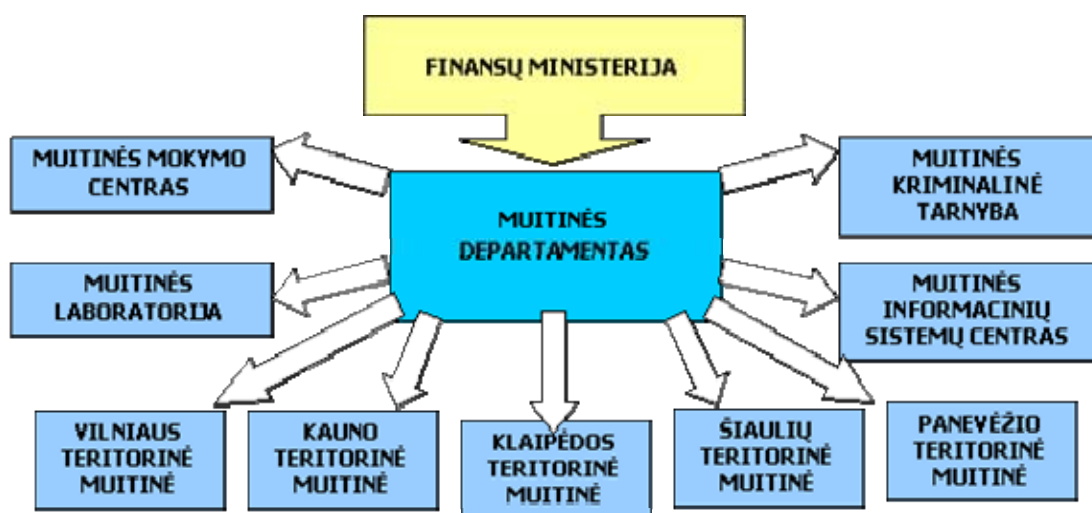 FINANSŲ MINISTERIJA
MUITINĖS MOKYMO
CENTRAS
MUITINĖS
KRIMINALINĖ
TARNYBA
MUITINĖS
DEPARTAMENTAS
MUITINĖS
LABORATORIJA
MUITINĖS
INFORMACINIŲ
SISTEMŲ CENTRAS
VILNIAUS
TERITORINĖ
MUITINĖ
KAUNO
TERITORINĖ
MUITINĖ
KLAIPĖDOS
TERITORINĖ
MUITINĖ
ŠIAULIŲ
TERITORINĖ
MUITINĖ
PANEVĖŽIO
TERITORINĖ
MUITINĖ